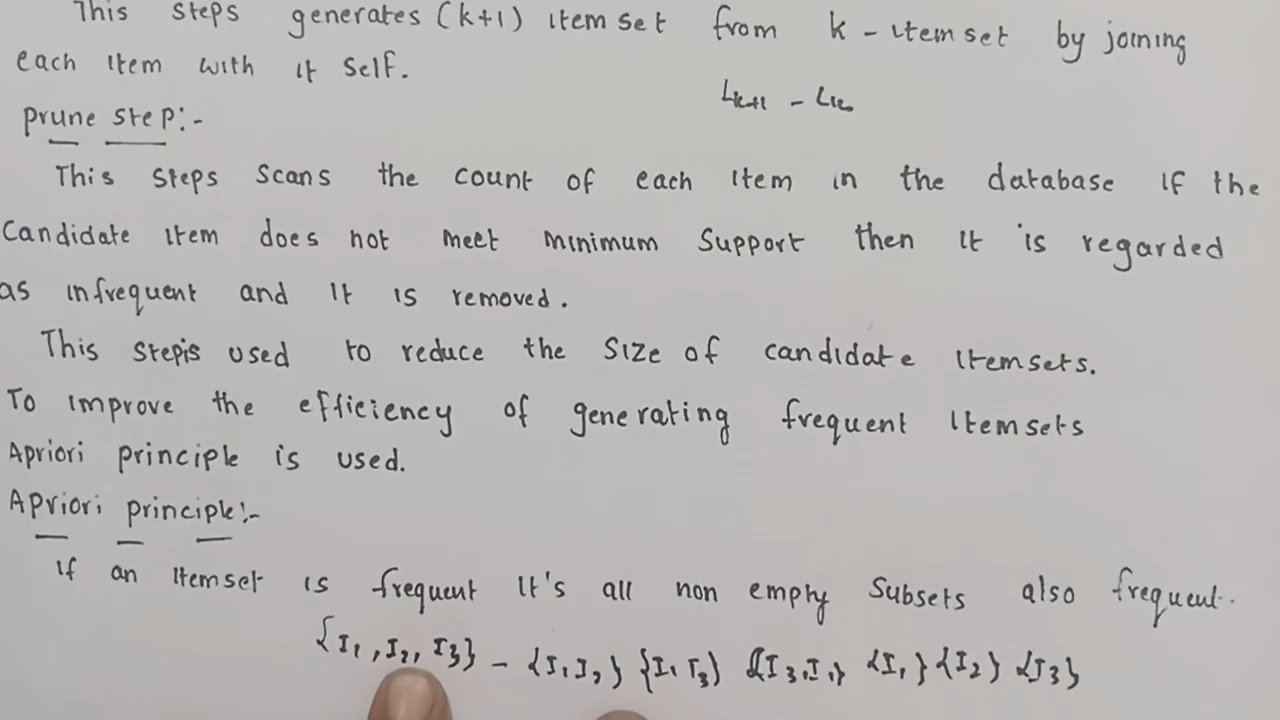 This steps generates (k+1) item set from k - itemset by joining
each item with it self.
Lk+1 - Lk
prune step:-
This steps scans the count of each item in the database if the
candidate item does not meet minimum support then it is regarded
as infrequent and it is removed.
This step is used to reduce the size of candidate itemsets.
To improve the efficiency of generating frequent itemsets
Apriori principle is used.
Apriori principle:-
if an itemset is frequent it's all non empty subsets also frequent.
{I1, I2, I3} - {I1 I2} {I1 I3} {I3, I1} {I1} {I2} {I3}